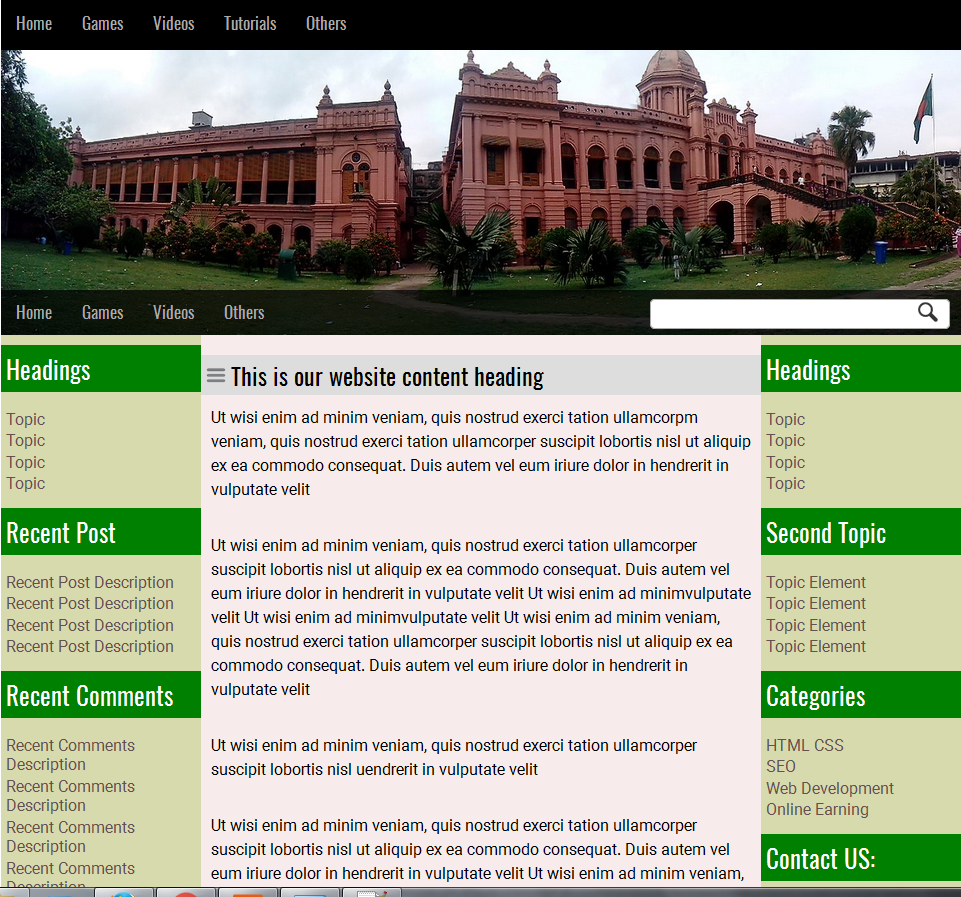 Home Games Videos Tutorials Others
Home Games Videos Others
Headings
Topic
Topic
Topic
Topic
Recent Post
Recent Post Description
Recent Post Description
Recent Post Description
Recent Post Description
Recent Comments
Recent Comments
Description
Recent Comments
Description
Recent Comments
Description
Recent Comments
Description
This is our website content heading
Ut wisi enim ad minim veniam, quis nostrud exerci tation ullamcorpm
veniam, quis nostrud exerci tation ullamcorper suscipit lobortis nisl ut aliquip
ex ea commodo consequat. Duis autem vel eum iriure dolor in hendrerit in
vulputate velit
Ut wisi enim ad minim veniam, quis nostrud exerci tation ullamcorper
suscipit lobortis nisl ut aliquip ex ea commodo consequat. Duis autem vel
eum iriure dolor in hendrerit in vulputate velit Ut wisi enim ad minimvulputate
velit Ut wisi enim ad minimvulputate velit Ut wisi enim ad minim veniam,
quis nostrud exerci tation ullamcorper suscipit lobortis nisl ut aliquip ex ea
commodo consequat. Duis autem vel eum iriure dolor in hendrerit in
vulputate velit
Ut wisi enim ad minim veniam, quis nostrud exerci tation ullamcorper
suscipit lobortis nisl uendrerit in vulputate velit
Ut wisi enim ad minim veniam, quis nostrud exerci tation ullamcorper
suscipit lobortis nisl ut aliquip ex ea commodo consequat. Duis autem vel
eum iriure dolor in hendrerit in vulputate velit Ut wisi enim ad minim veniam,
Headings
Topic
Topic
Topic
Topic
Second Topic
Topic Element
Topic Element
Topic Element
Topic Element
Categories
HTML CSS
SEO
Web Development
Online Earning
Contact US: